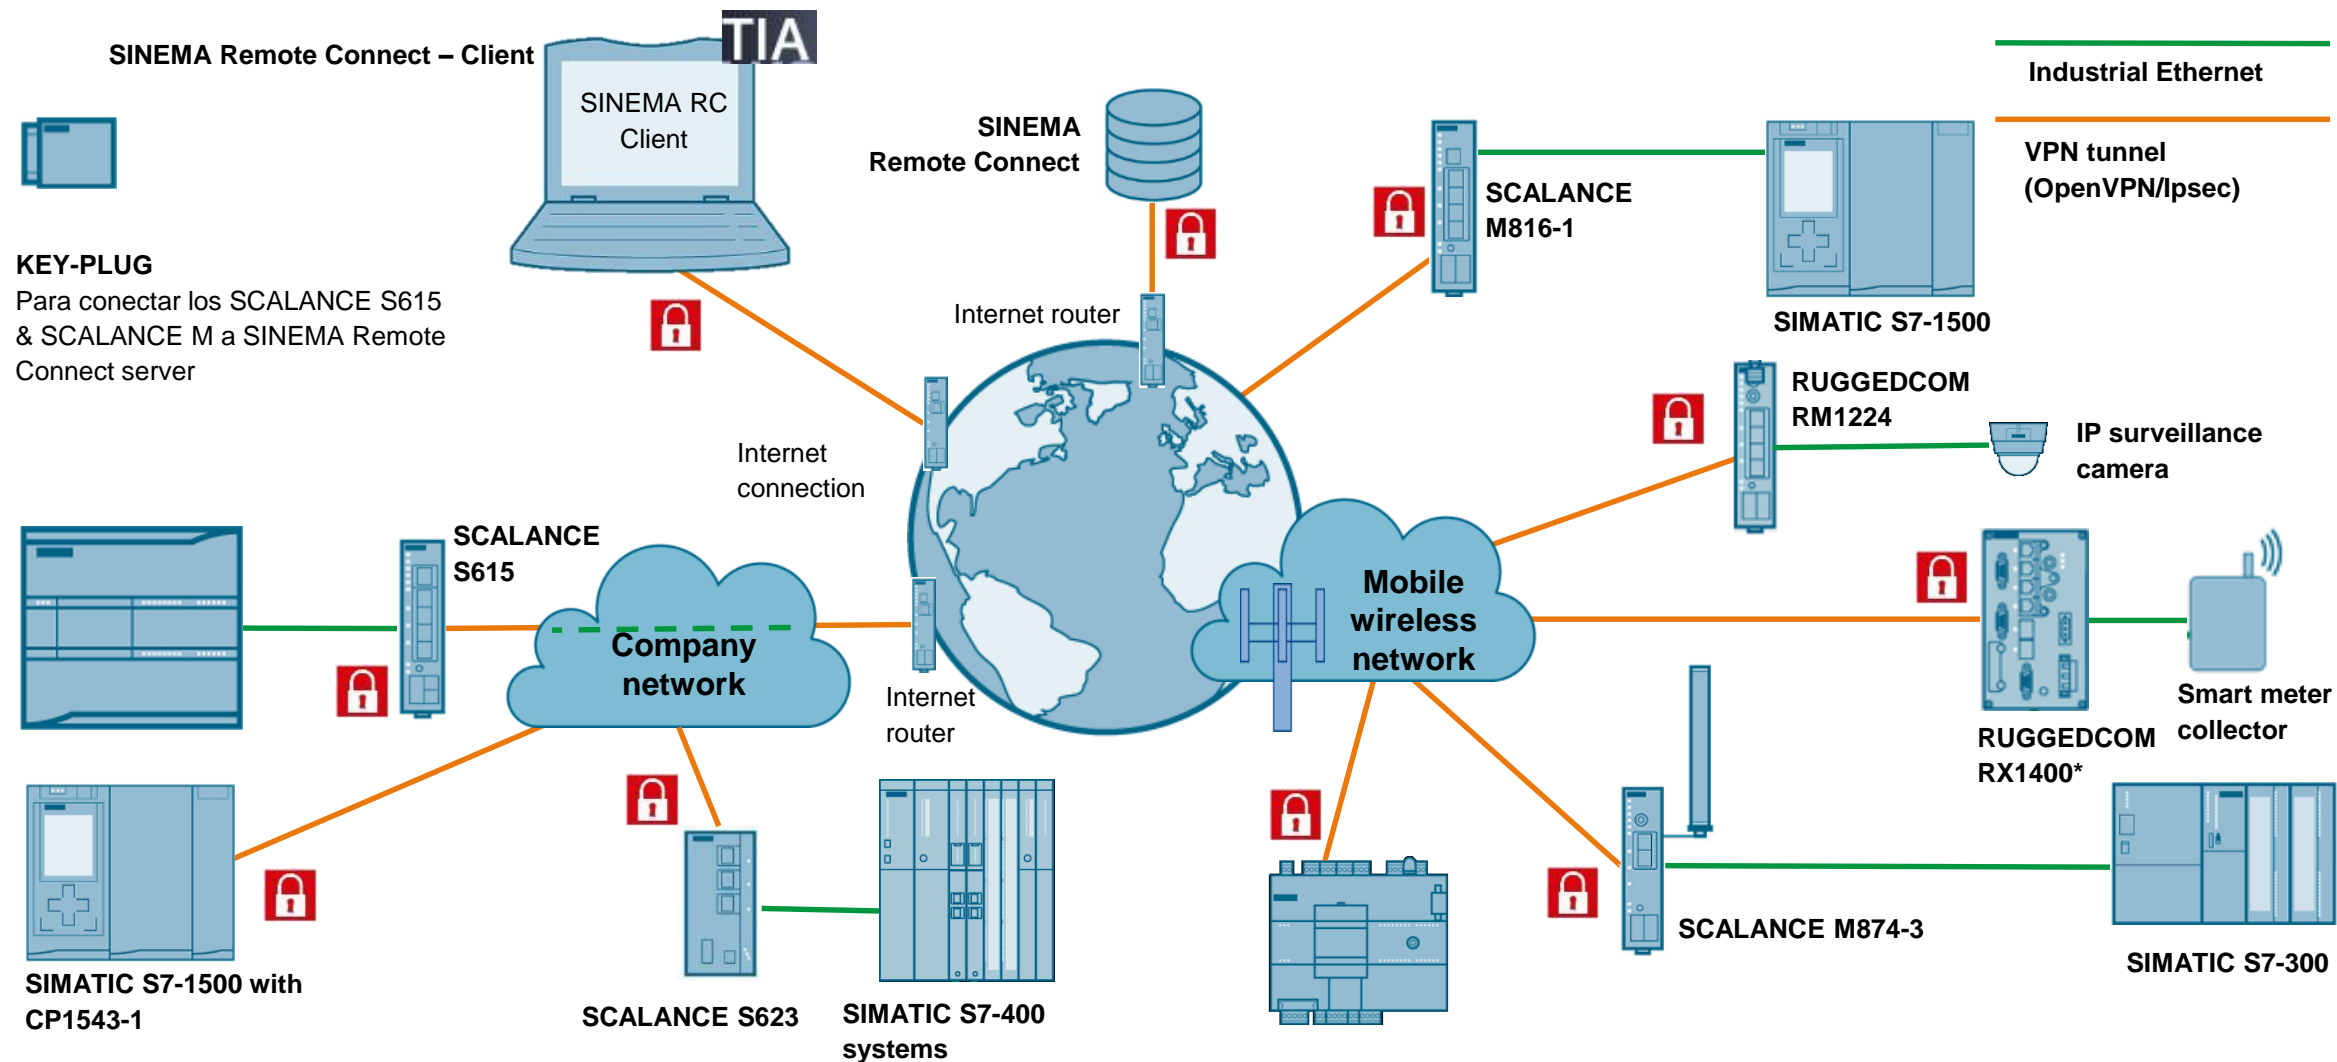 TIA
SINEMA Remote Connect – Client
SINEMA RC
Client
SINEMA
Remote Connect
Industrial Ethernet
VPN tunnel
(OpenVPN/Ipsec)
SCALANCE
M816-1
SIMATIC S7-1500
KEY-PLUG
Para conectar los SCALANCE S615
& SCALANCE M a SINEMA Remote
Connect server
Internet router
RUGGEDCOM
RM1224
IP surveillance
camera
Internet
connection
SCALANCE
S615
Company
network
Mobile
wireless
network
Internet
router
Smart meter
collector
RUGGEDCOM
RX1400*
SCALANCE M874-3
SIMATIC S7-300
SIMATIC S7-1500 with
CP1543-1
SCALANCE S623
SIMATIC S7-400
systems